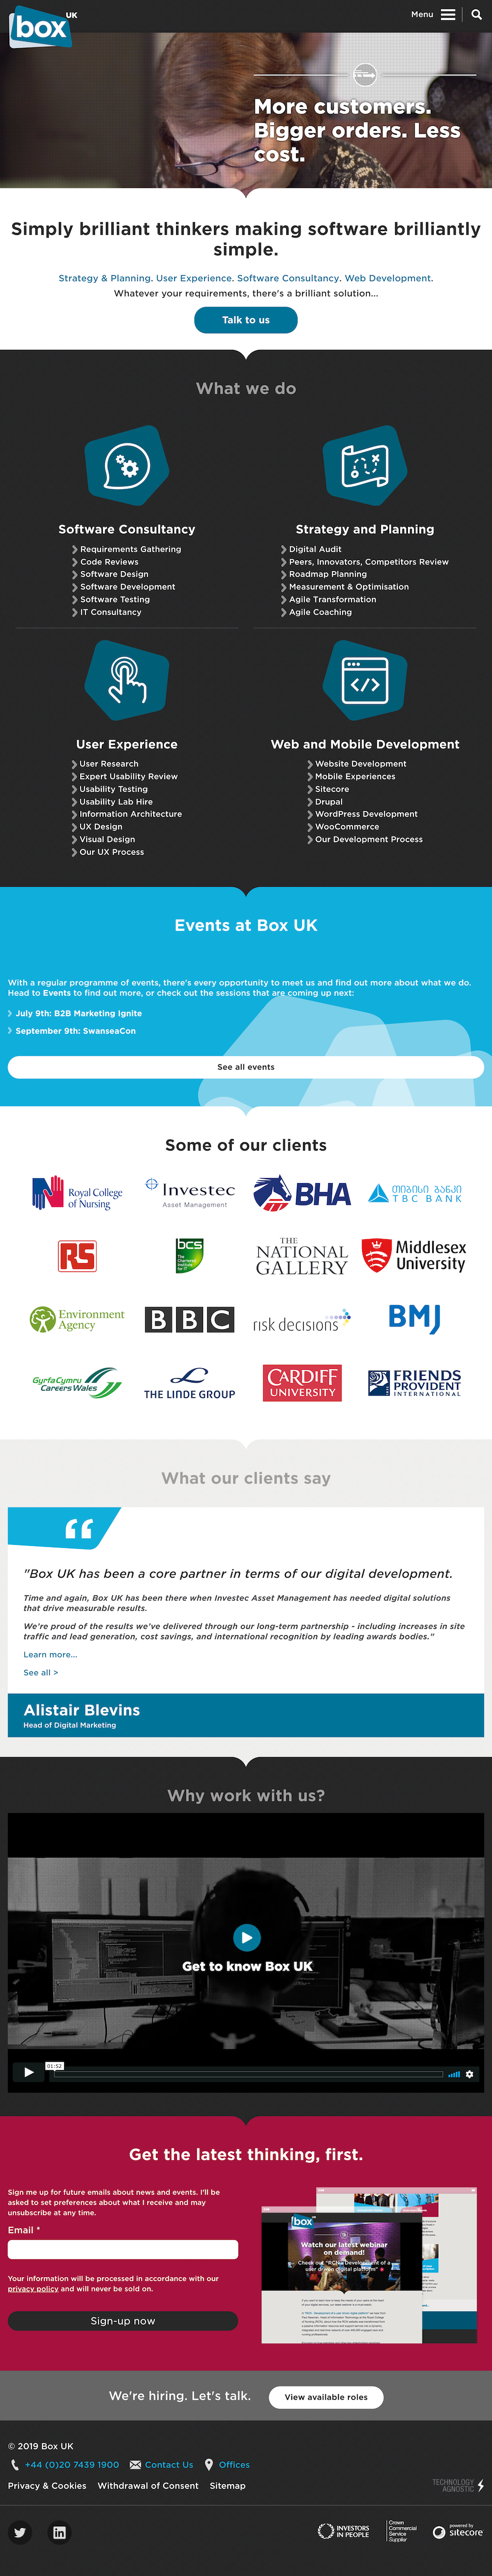 box UK
Menu
More customers.
Bigger orders. Less
cost.
Simply brilliant thinkers making software brilliantly
simple.
Strategy & Planning. User Experience. Software Consultancy. Web Development.
Whatever your requirements, there's a brilliant solution...
Talk to us
What we do
Software Consultancy
Requirements Gathering
Code Reviews
Software Design
Software Development
Software Testing
IT Consultancy
Strategy and Planning
Digital Audit
Peers, Innovators, Competitors Review
Roadmap Planning
Measurement & Optimisation
Agile Transformation
Agile Coaching
User Experience
User Research
Expert Usability Review
Usability Testing
Usability Lab Hire
Information Architecture
UX Design
Visual Design
Our UX Process
Web and Mobile Development
Website Development
Mobile Experiences
Sitecore
Drupal
WordPress Development
WooCommerce
Our Development Process
Events at Box UK
With a regular programme of events, there's every opportunity to meet us and find out more about what we do.
Head to Events to find out more, or check out the sessions that are coming up next:
July 9th: B2B Marketing Ignite
September 9th: SwanseaCon
See all events
Some of our clients
Royal College
of Nursing
Investec
Asset Management
BHA
თიბისი ბანკი
TBC BANK
RS
bcs
The
Chartered
Institute
for IT
THE
NATIONAL
GALLERY
Middlesex
University
Environment
Agency
BBC
risk decisions
BMJ
GyrfaCymru
CareersWales
THE LINDE GROUP
CARDIFF
UNIVERSITY
FRIENDS
PROVIDENT
INTERNATIONAL
What our clients say
"Box UK has been a core partner in terms of our digital development.
Time and again, Box UK has been there when Investec Asset Management has needed digital solutions
that drive measurable results.
We're proud of the results we've delivered through our long-term partnership - including increases in site
traffic and lead generation, cost savings, and international recognition by leading awards bodies."
Learn more...
See all >
Alistair Blevins
Head of Digital Marketing
Why work with us?
Get to know Box UK
01:52
Get the latest thinking, first.
Sign me up for future emails about news and events. I'll be
asked to set preferences about what I receive and may
unsubscribe at any time.
Email *
Your information will be processed in accordance with our
privacy policy and will never be sold on.
Sign-up now
box
Watch our latest webinar
on demand!
We're hiring. Let's talk.
View available roles
© 2019 Box UK
+44 (0)20 7439 1900
Contact Us
Offices
Privacy & Cookies
Withdrawal of Consent
Sitemap
TECHNOLOGY
AGNOSTIC
INVESTORS
IN PEOPLE
Crown
Commercial
Service
Supplier
powered by
sitecore